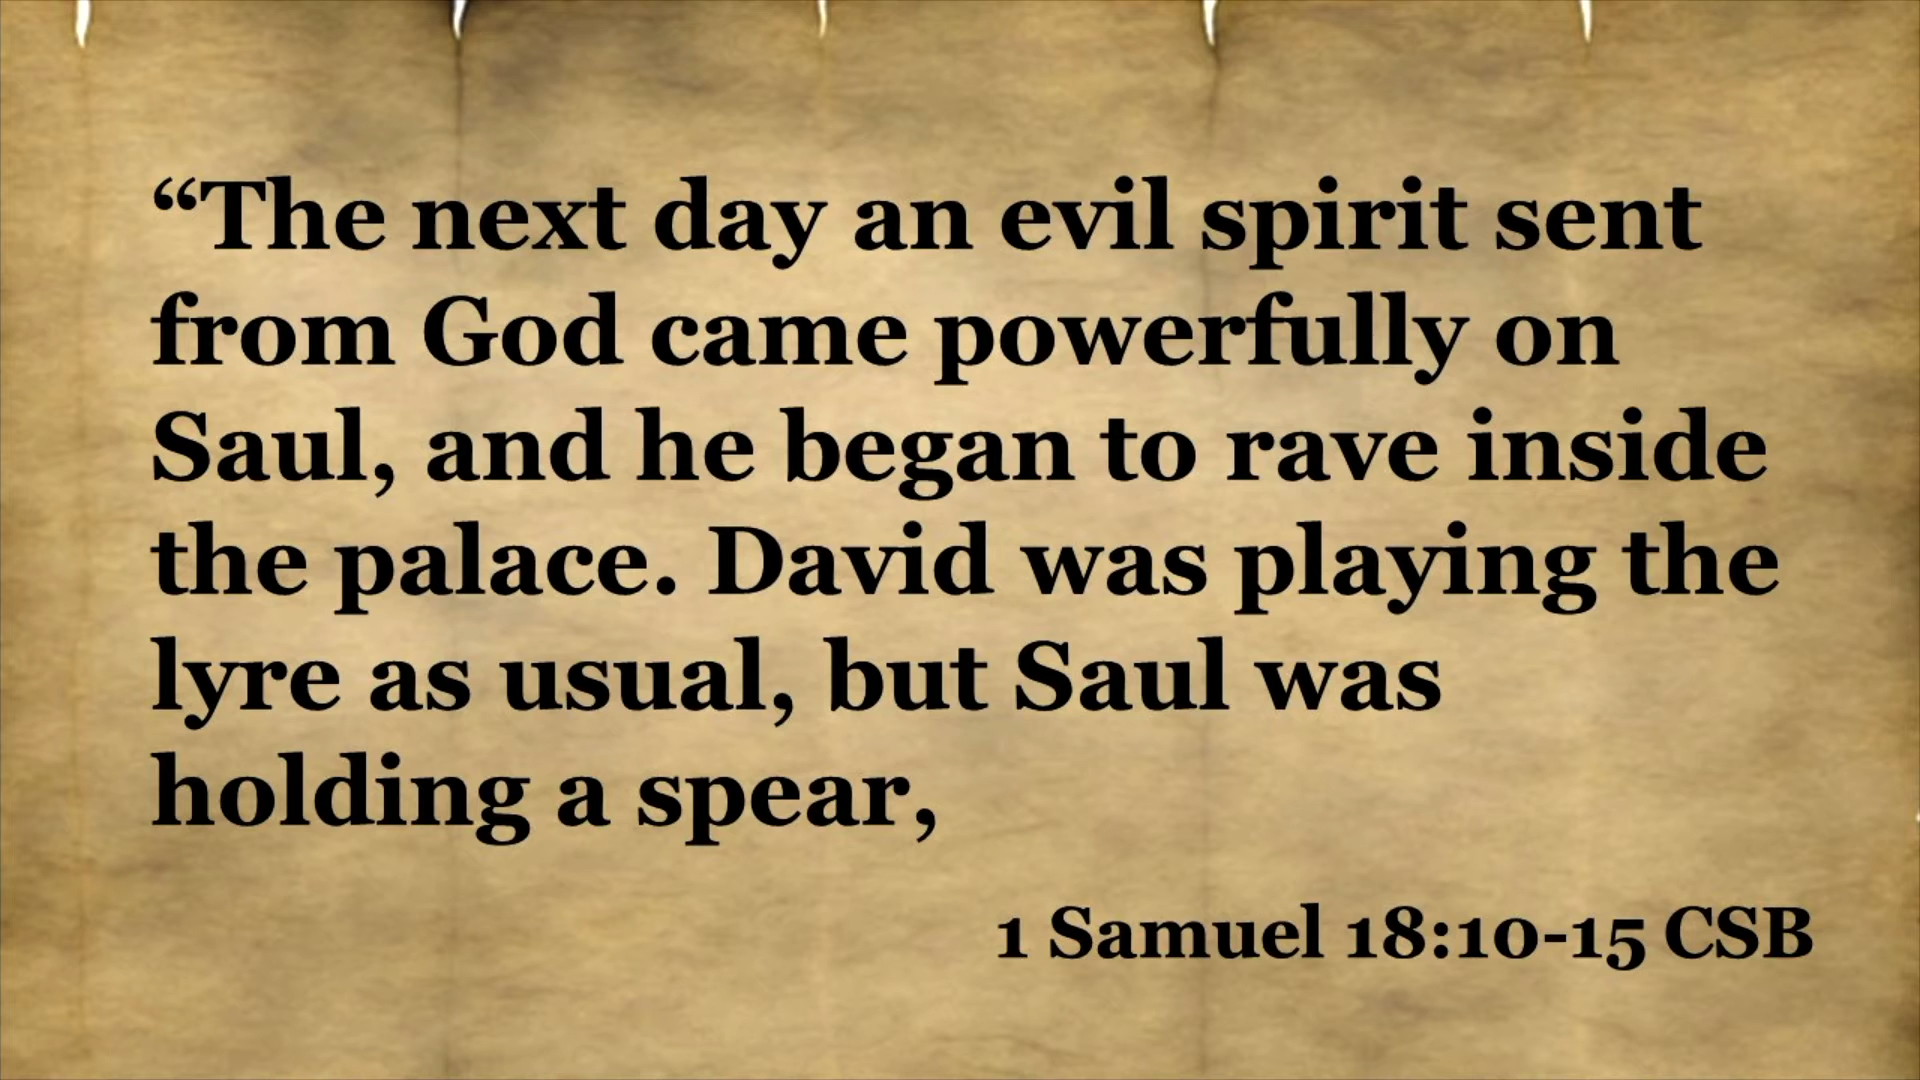 “The next day an evil spirit sent
from God came powerfully on
Saul, and he began to rave inside
the palace. David was playing the
lyre as usual, but Saul was
holding a spear,
1 Samuel 18:10-15 CSB